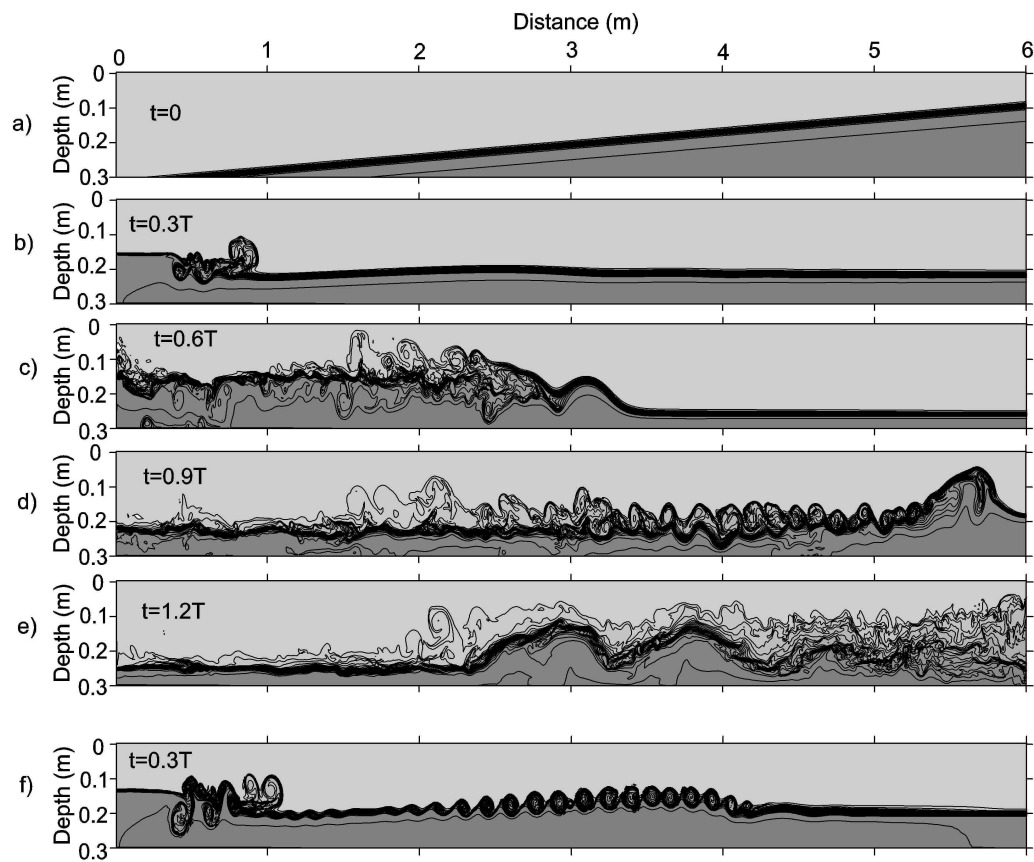 Distance (m)
0 1 2 3 4 5 6
a)
Depth (m)
0
0.1
0.2
0.3
t=0
b)
Depth (m)
0
0.1
0.2
0.3
t=0.3T
c)
Depth (m)
0
0.1
0.2
0.3
t=0.6T
d)
Depth (m)
0
0.1
0.2
0.3
t=0.9T
e)
Depth (m)
0
0.1
0.2
0.3
t=1.2T
f)
Depth (m)
0
0.1
0.2
0.3
t=0.3T